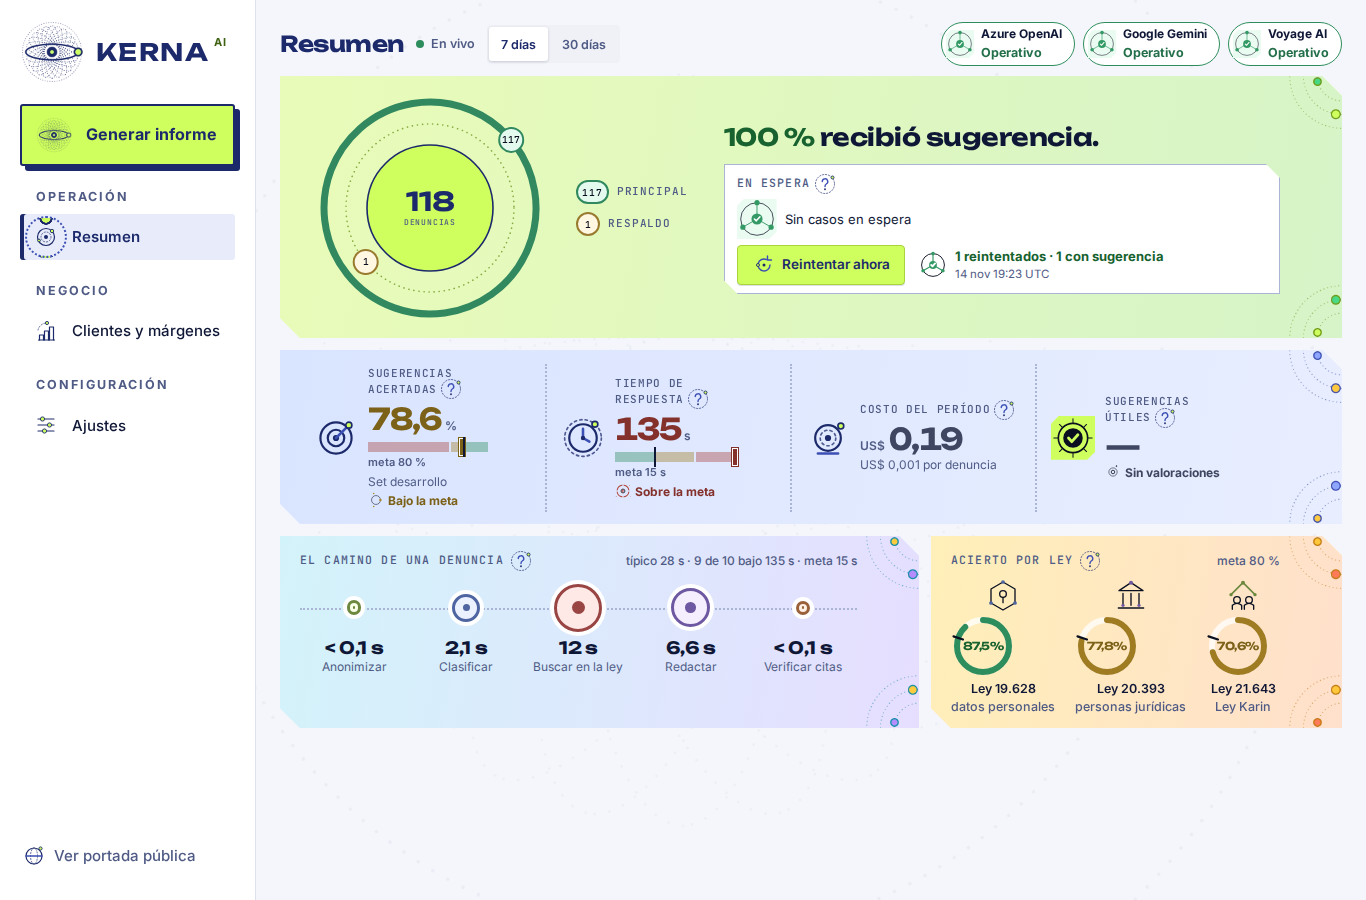 KERNA AI
Generar informe
OPERACIÓN
Resumen
NEGOCIO
Clientes y márgenes
CONFIGURACIÓN
Ajustes
Ver portada pública
Resumen
En vivo
7 días
30 días
Azure OpenAI
Operativo
Google Gemini
Operativo
Voyage AI
Operativo
117
118
DENUNCIAS
1
117 PRINCIPAL
1 RESPALDO
100 % recibió sugerencia.
EN ESPERA ?
Sin casos en espera
Reintentar ahora
1 reintentados · 1 con sugerencia
14 nov 19:23 UTC
SUGERENCIAS
ACERTADAS ?
78,6 %
meta 80 %
Set desarrollo
Bajo la meta
TIEMPO DE
RESPUESTA ?
135 s
meta 15 s
Sobre la meta
COSTO DEL PERÍODO ?
US$ 0,19
US$ 0,001 por denuncia
SUGERENCIAS
ÚTILES ?
—
Sin valoraciones
EL CAMINO DE UNA DENUNCIA ?
típico 28 s · 9 de 10 bajo 135 s · meta 15 s
< 0,1 s
Anonimizar
2,1 s
Clasificar
12 s
Buscar en la ley
6,6 s
Redactar
< 0,1 s
Verificar citas
ACIERTO POR LEY ?
meta 80 %
87,5%
Ley 19.628
datos personales
77,8%
Ley 20.393
personas jurídicas
70,6%
Ley 21.643
Ley Karin